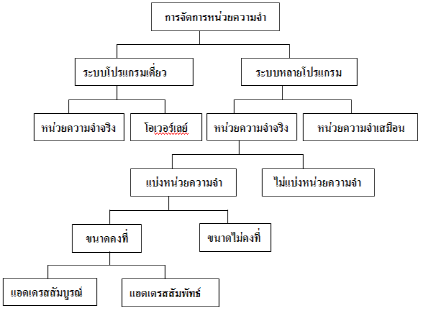 การจัดการหน่วยความจำ
ระบบโปรแกรมเดี่ยว
ระบบหลายโปรแกรม
หน่วยความจำจริง
โอเวอร์เลย์
หน่วยความจำจริง
หน่วยความจำเสมือน
แบ่งหน่วยความจำ
ไม่แบ่งหน่วยความจำ
ขนาดคงที่
ขนาดไม่คงที่
แอดเดรสสัมบูรณ์
แอดเดรสสัมพัทธ์